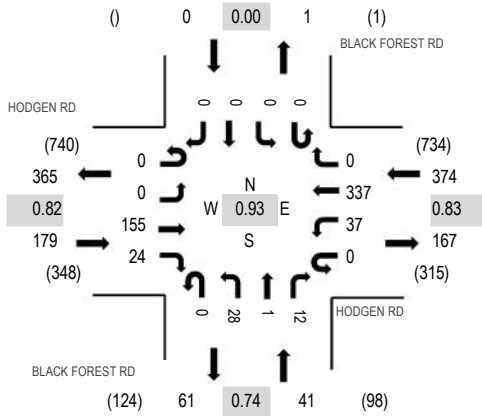 () 0 0.00 1 (1)
BLACK FOREST RD
HODGEN RD
0 0 0 0
(740) 0 0 (734)
365 N 374
0 337
0.82 W 0.93 E 0.83
155 37
179 S 167
24 0
(348) (315)
0 28 1 12
HODGEN RD
BLACK FOREST RD
(124) 61 0.74 41 (98)